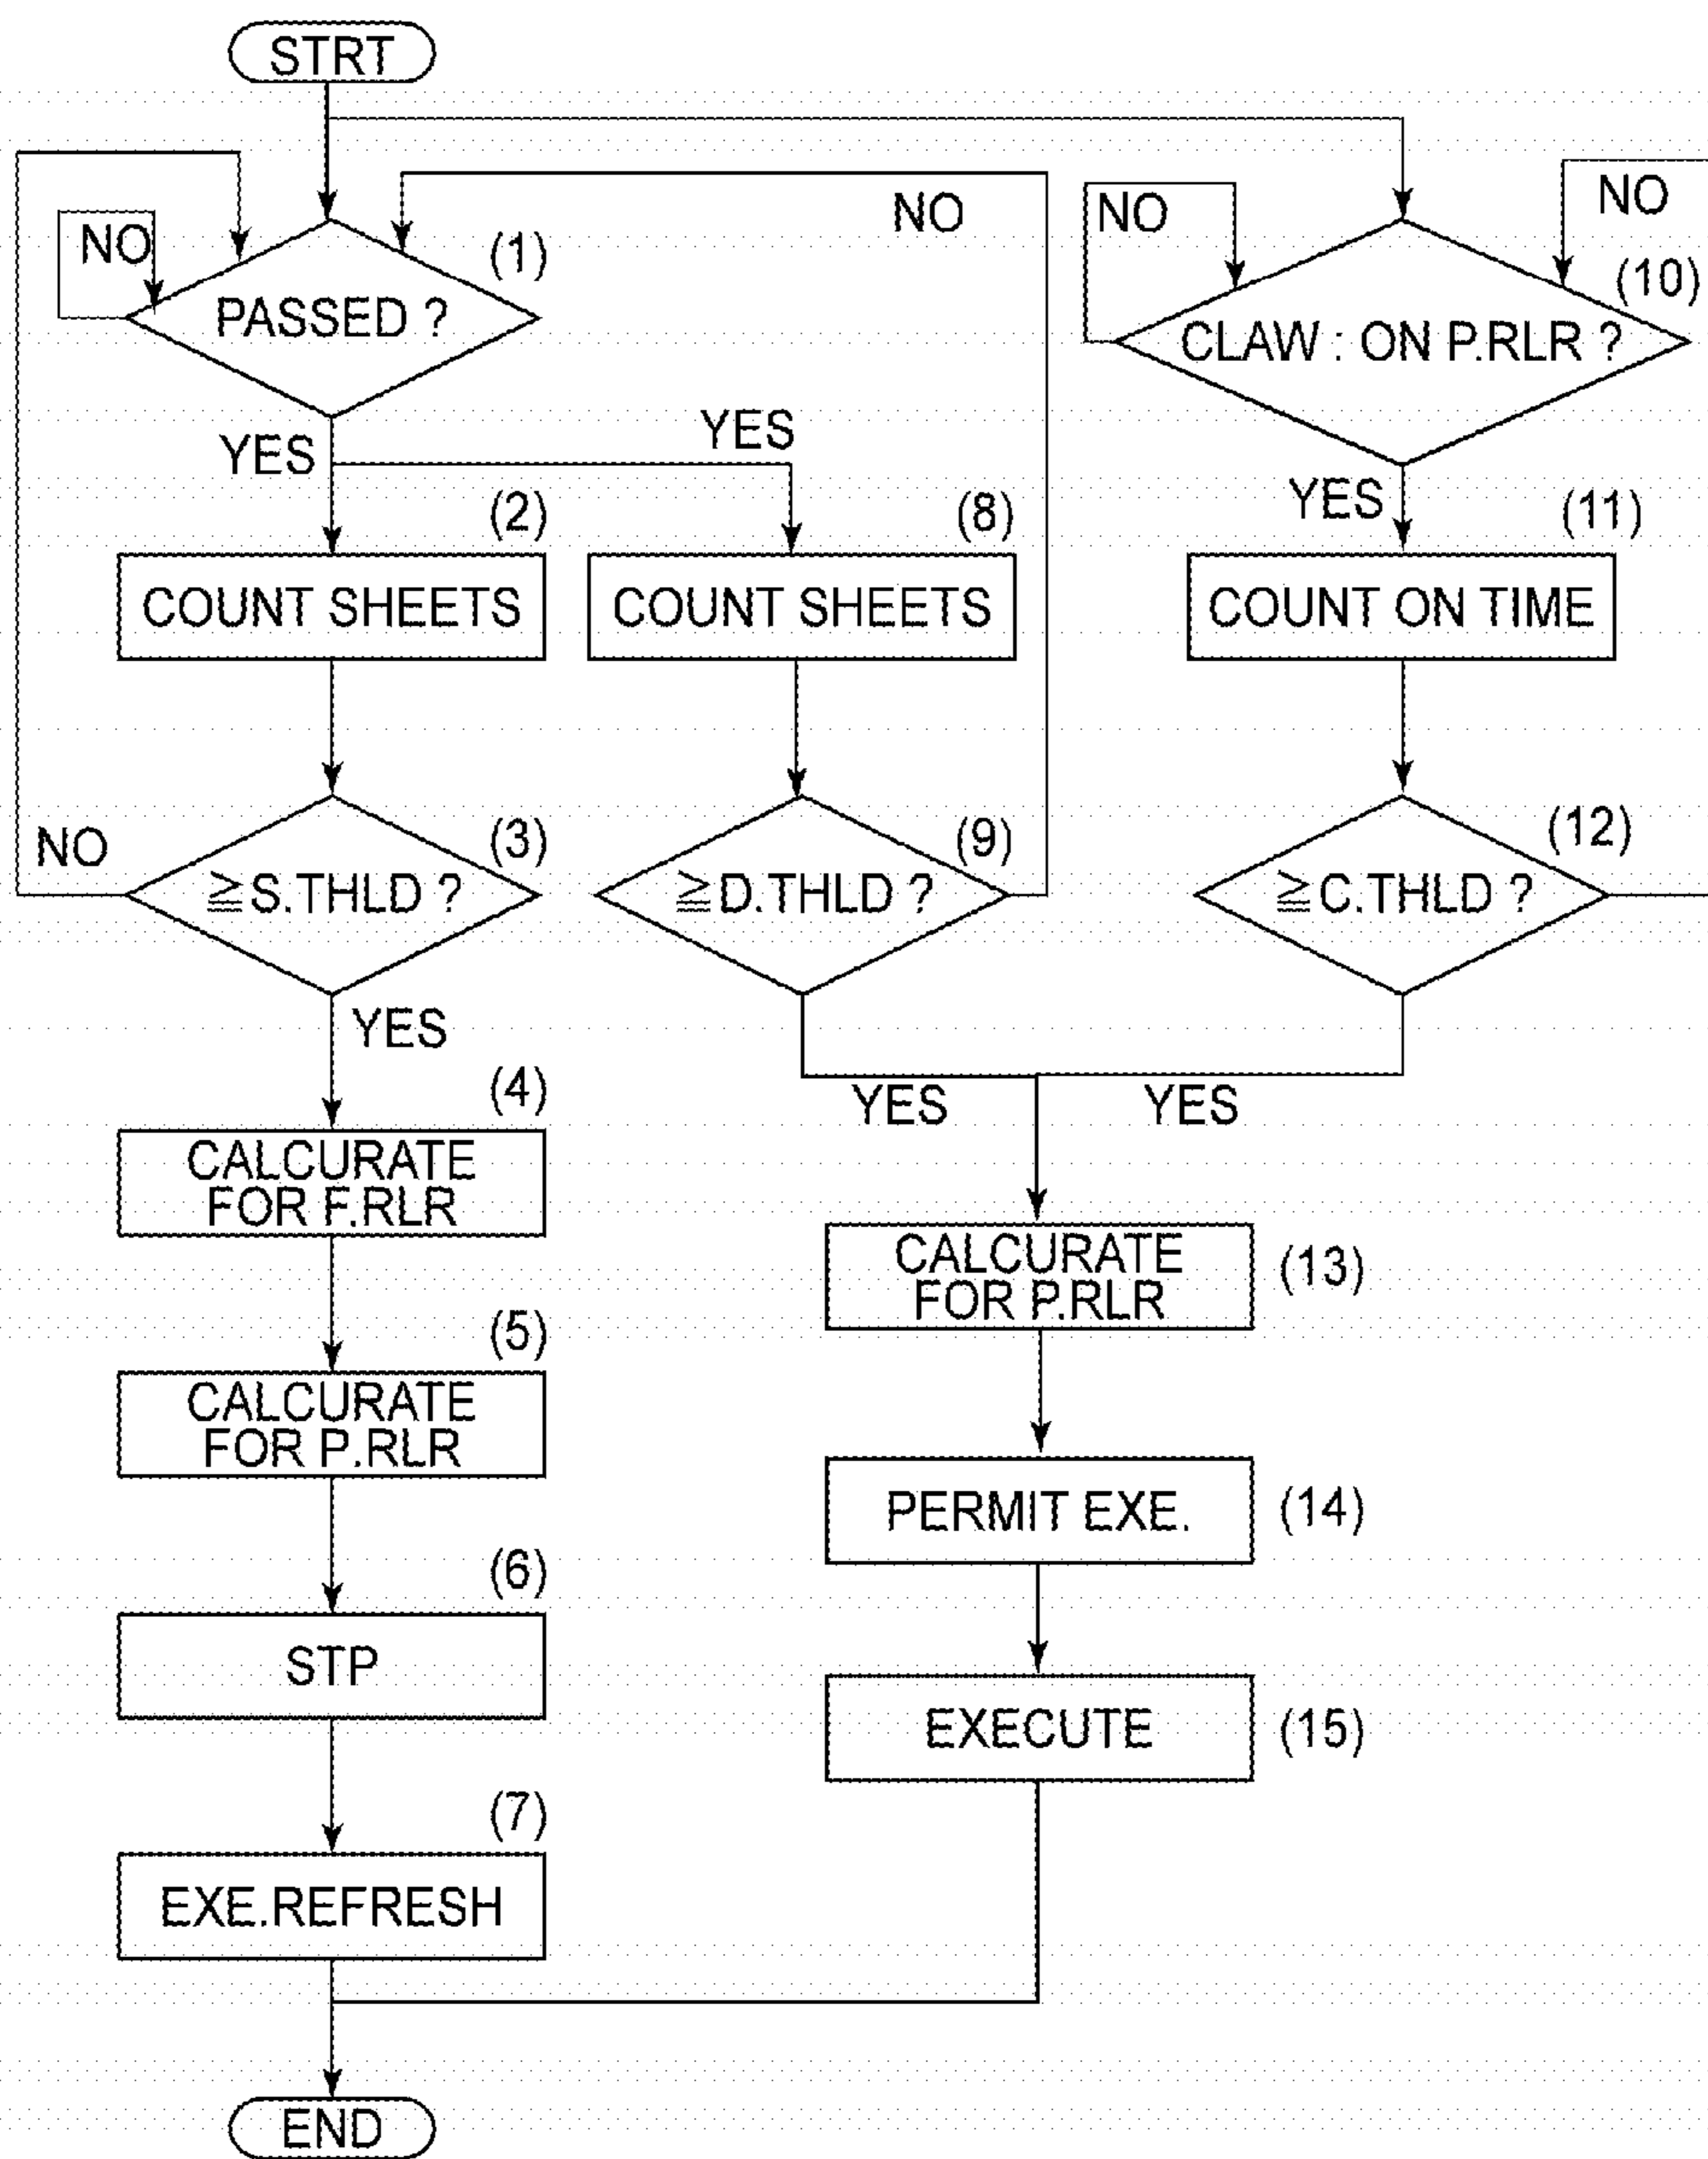 STRT
NO
(1)
PASSED ?
NO
NO
NO
(10)
CLAW : ON P.RLR ?
YES
YES
YES
(2)
COUNT SHEETS
(8)
COUNT SHEETS
(11)
COUNT ON TIME
NO
(3)
≧S.THLD ?
(9)
≧D.THLD ?
(12)
≧C.THLD ?
YES
YES
YES
(4)
CALCURATE
FOR F.RLR
(5)
CALCURATE
FOR P.RLR
(6)
STP
(7)
EXE.REFRESH
CALCURATE
FOR P.RLR
(13)
PERMIT EXE.
(14)
EXECUTE
(15)
END